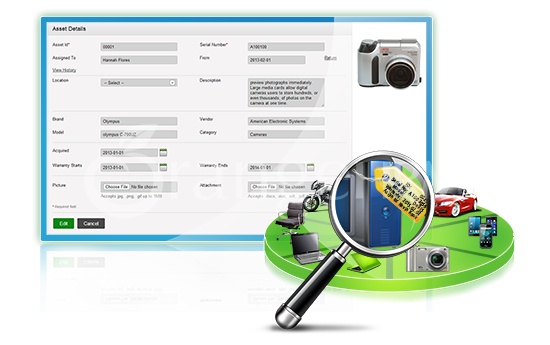 Asset Details
Asset Id* 00001 Serial Number* A100108
Assigned To Hannah Flores From 2013-02-01 Return
View History
Location -- Select -- Description preview photographs immediately.
Large media cards allow digital
cameras users to store hundreds, or
even thousands, of photos on the
camera at one time.
Brand Olympus Vendor American Electronic Systems
Model olympus C-700UZ Category Cameras
Acquired 2013-01-01
Warranty Starts 2013-01-01 Warranty Ends 2014-01-01
Picture Choose File No file chosen Attachment Choose File No file chosen
* Required field
Edit Cancel